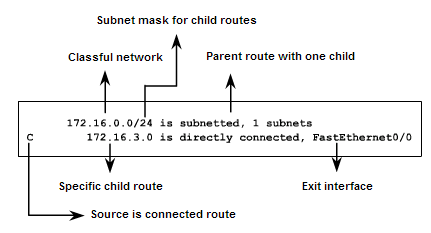 Subnet mask for child routes
Classful network
Parent route with one child
172.16.0.0/24 is subnetted, 1 subnets
C 172.16.3.0 is directly connected, FastEthernet0/0
Specific child route
Exit interface
Source is connected route